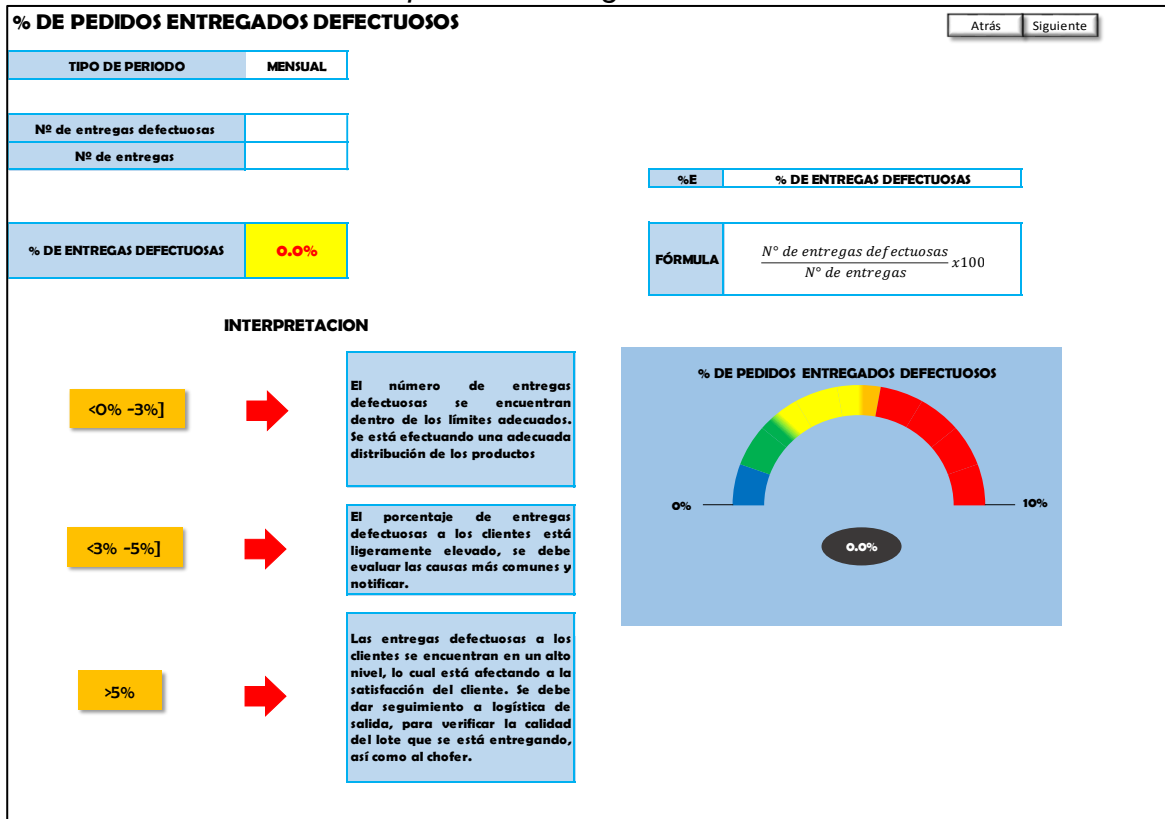 % DE PEDIDOS ENTREGADOS DEFECTUOSOS
Atrás Siguiente
TIPO DE PERIODO MENSUAL
Nº de entregas defectuosas
Nº de entregas
%E % DE ENTREGAS DEFECTUOSAS
% DE ENTREGAS DEFECTUOSAS 0.0%
FÓRMULA
N° de entregas defectuosas
N° de entregas
x100
INTERPRETACION
<0% -3%]
El número de entregas
defectuosas se encuentran
dentro de los límites adecuados.
Se está efectuando una adecuada
distribución de los productos
<3% -5%]
El porcentaje de entregas
defectuosas a los clientes está
ligeramente elevado, se debe
evaluar las causas más comunes y
notificar.
>5%
Las entregas defectuosas a los
clientes se encuentran en un alto
nivel, lo cual está afectando a la
satisfacción del cliente. Se debe
dar seguimiento a logística de
salida, para verificar la calidad
del lote que se está entregando,
así como al chofer.
% DE PEDIDOS ENTREGADOS DEFECTUOSOS
0% 10%
0.0%